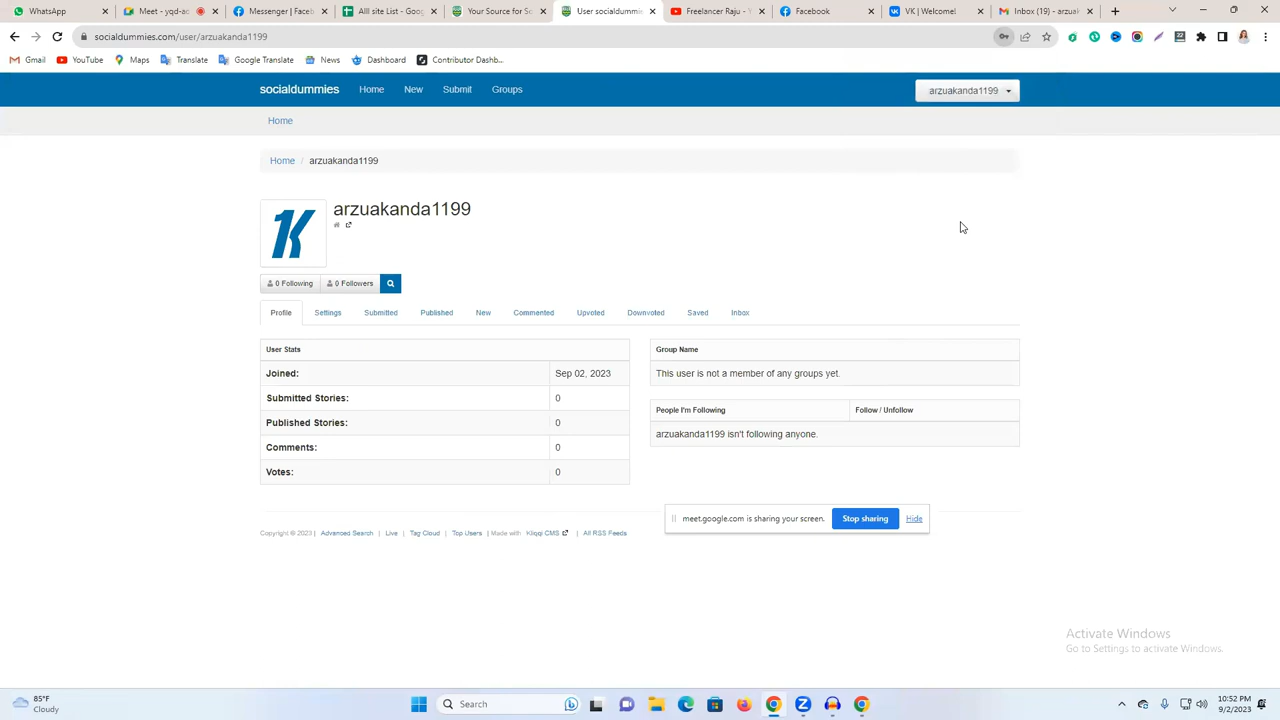 WhatsApp
Meet - yqd-ao
Messenger | Fac
All site List - Goo
Your Source for So
User socialdummie
Freelancer Raju - Y
Facebook
VK | Welcome!
Inbox (19) - arzuak
socialdummies.com/user/arzuakanda1199
Gmail
YouTube
Maps
Translate
Google Translate
News
Dashboard
Contributor Dashb...
socialdummies
Home
New
Submit
Groups
arzuakanda1199
Home
Home / arzuakanda1199
1K
arzuakanda1199
0 Following
0 Followers
Profile
Settings
Submitted
Published
New
Commented
Upvoted
Downvoted
Saved
Inbox
User Stats
Joined: Sep 02, 2023
Submitted Stories: 0
Published Stories: 0
Comments: 0
Votes: 0
Group Name
This user is not a member of any groups yet.
People I'm Following
Follow / Unfollow
arzuakanda1199 isn't following anyone.
meet.google.com is sharing your screen.
Stop sharing
Hide
Copyright © 2023 | Advanced Search | Live | Tag Cloud | Top Users | Made with Kliqqi CMS | All RSS Feeds
Activate Windows
Go to Settings to activate Windows.
85°F
Cloudy
Search
10:52 PM
9/2/2023